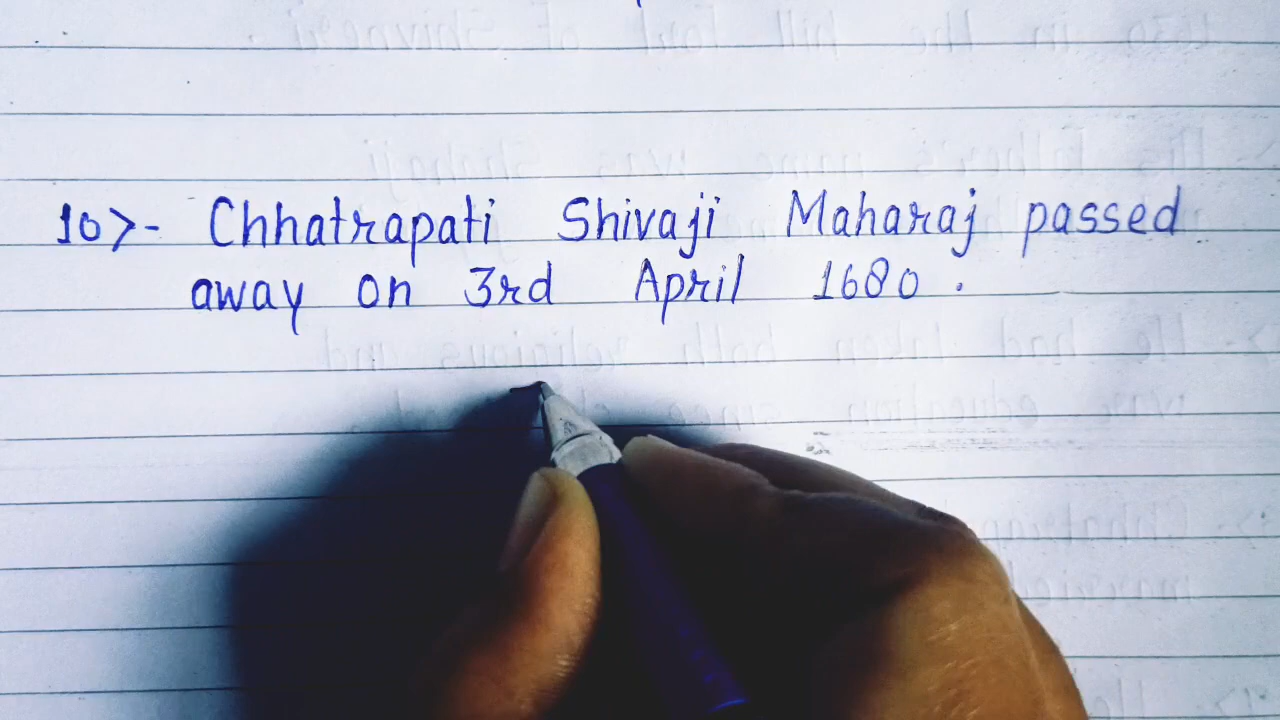 10>- Chhatrapati Shivaji Maharaj passed
away on 3rd April 1680.